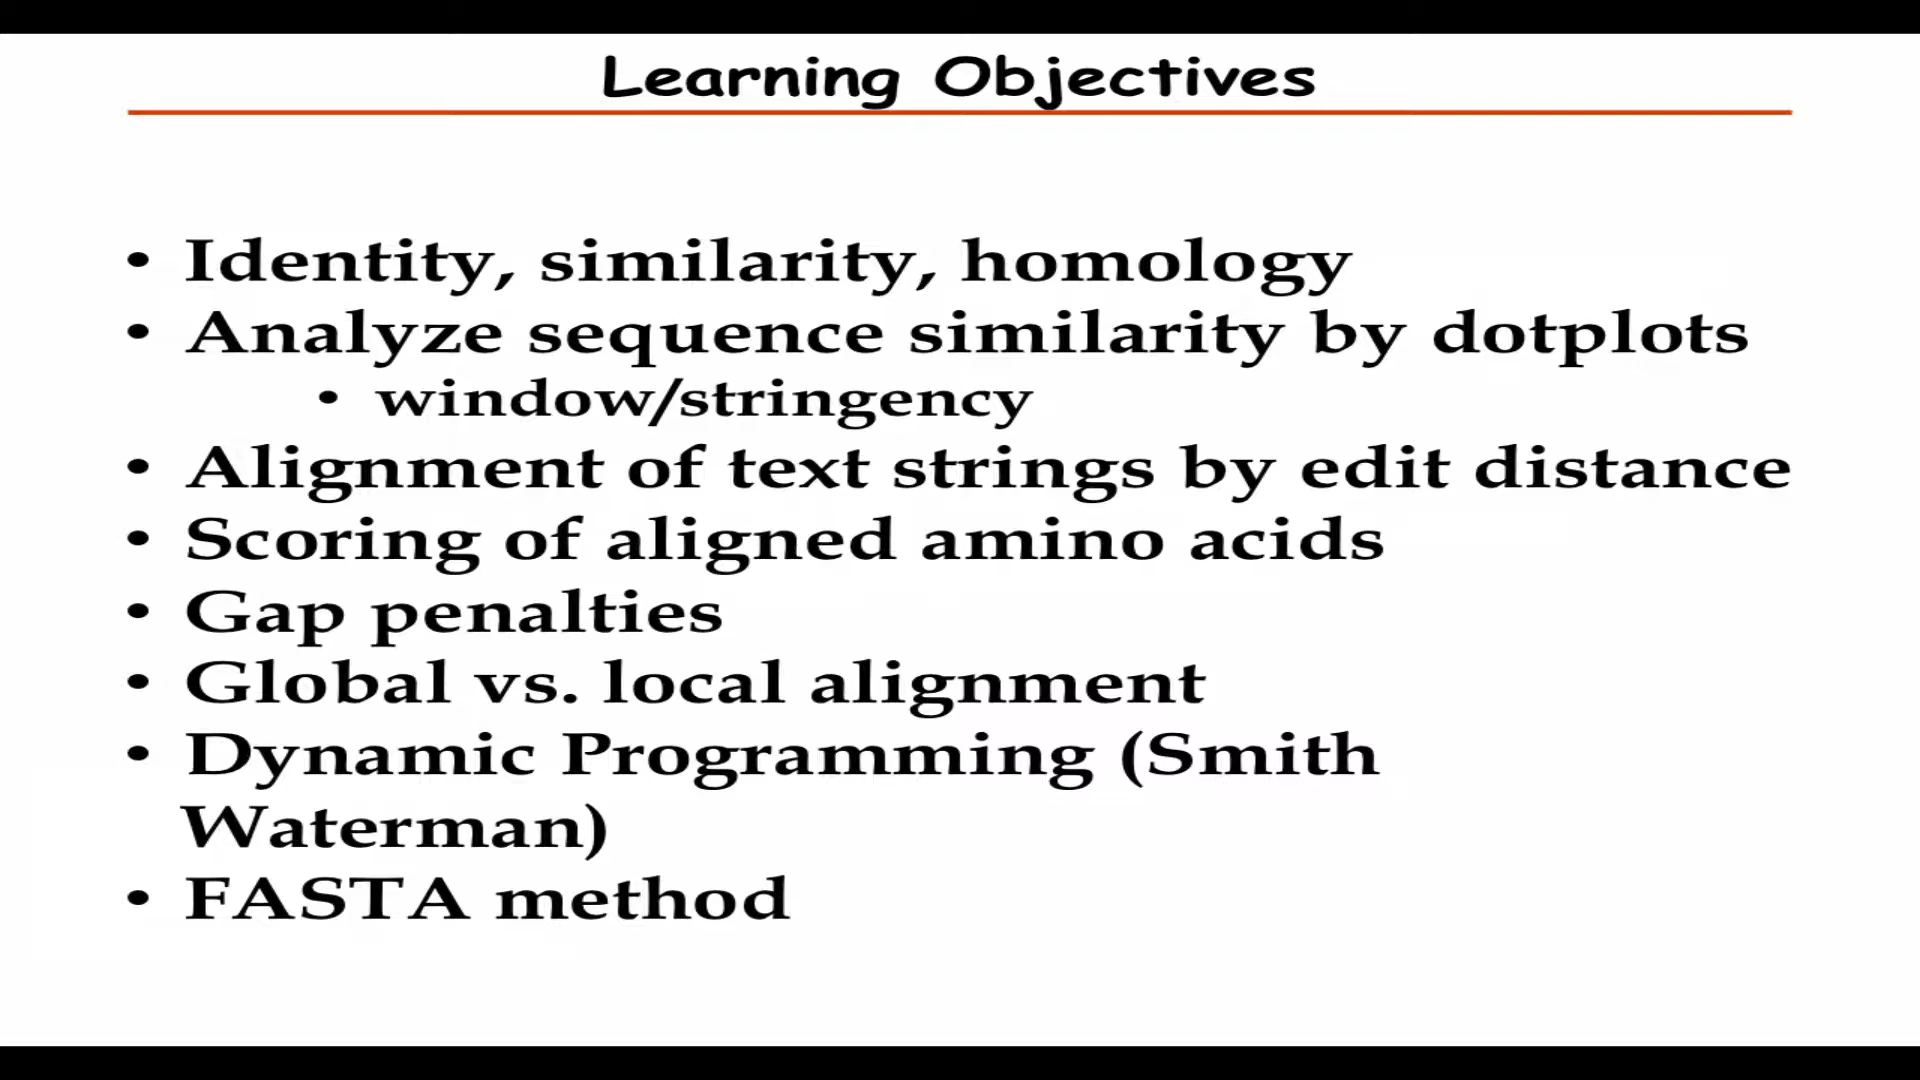 Learning Objectives
• Identity, similarity, homology
• Analyze sequence similarity by dotplots
• window/stringency
• Alignment of text strings by edit distance
• Scoring of aligned amino acids
• Gap penalties
• Global vs. local alignment
• Dynamic Programming (Smith
Waterman)
• FASTA method